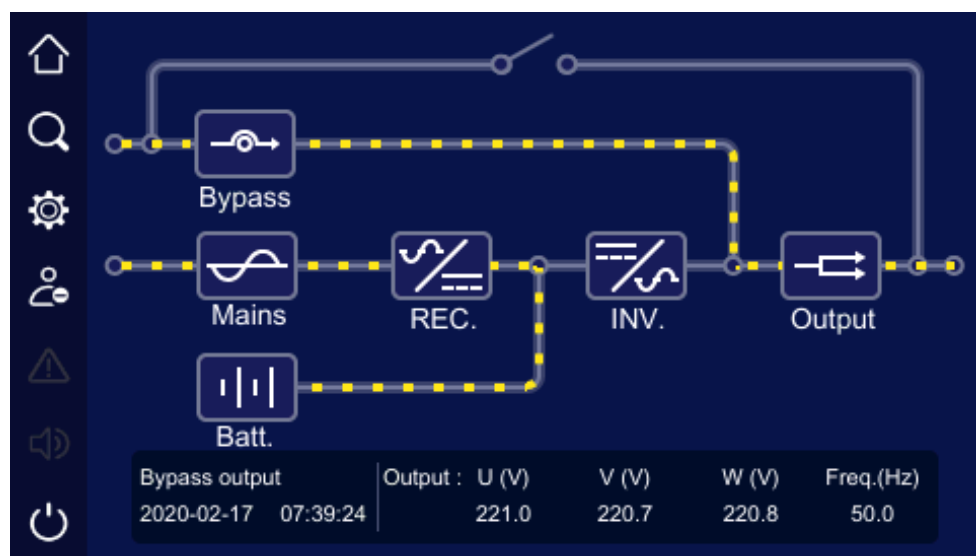 Bypass
Mains
REC.
INV.
Output
Batt.
Bypass output
Output : U (V) V (V) W (V) Freq.(Hz)
2020-02-17 07:39:24
221.0 220.7 220.8 50.0